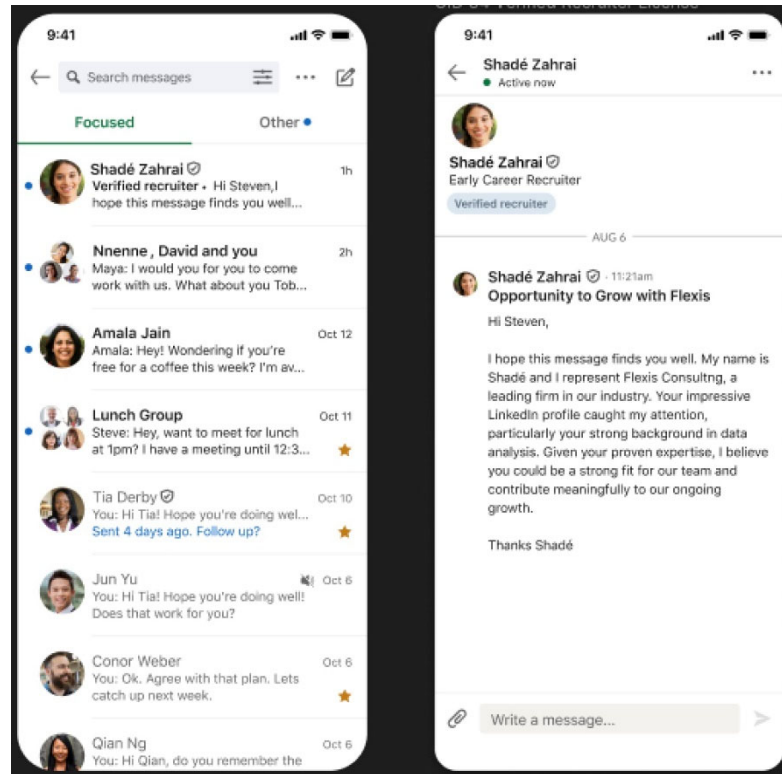 9:41
Search messages
Focused
Other
Shadé Zahrai
1h
Verified recruiter • Hi Steven,I
hope this message finds you well...
Nnenne , David and you
2h
Maya: I would you for you to come
work with us. What about you Tob...
Amala Jain
Oct 12
Amala: Hey! Wondering if you're
free for a coffee this week? I'm av...
Lunch Group
Oct 11
Steve: Hey, want to meet for lunch
at 1pm? I have a meeting until 12:3...
Tia Derby
Oct 10
You: Hi Tia! Hope you're doing wel...
Sent 4 days ago. Follow up?
Jun Yu
Oct 6
You: Hi Tia! Hope you're doing well!
Does that work for you?
Conor Weber
Oct 6
You: Ok. Agree with that plan. Lets
catch up next week.
Qian Ng
Oct 6
You: Hi Qian, do you remember the
Verified Recruiter License
9:41
Shadé Zahrai
Active now
Shadé Zahrai
Early Career Recruiter
Verified recruiter
AUG 6
Shadé Zahrai · 11:21am
Opportunity to Grow with Flexis
Hi Steven,
I hope this message finds you well. My name is
Shadé and I represent Flexis Consultng, a
leading firm in our industry. Your impressive
LinkedIn profile caught my attention,
particularly your strong background in data
analysis. Given your proven expertise, I believe
you could be a strong fit for our team and
contribute meaningfully to our ongoing
growth.
Thanks Shadé
Write a message...